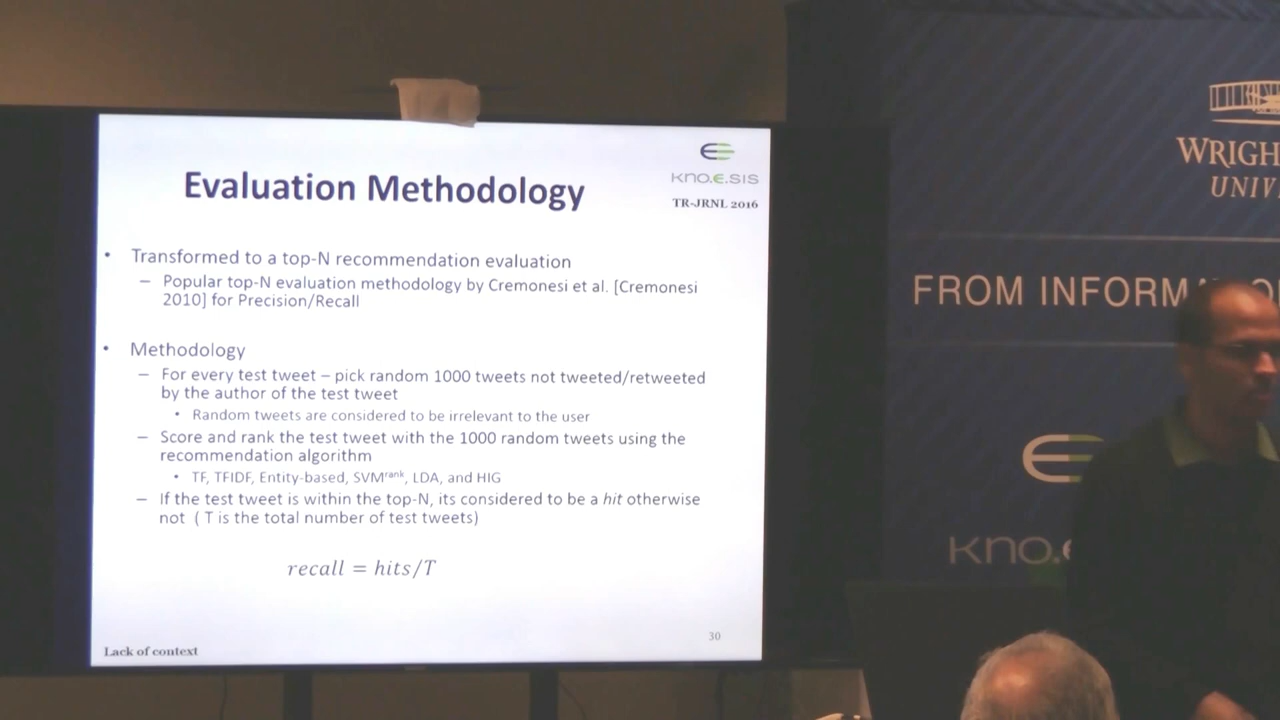 Evaluation Methodology
kno.e.sis
TR-JRNL 2016
• Transformed to a top-N recommendation evaluation
– Popular top-N evaluation methodology by Cremonesi et al. [Cremonesi
2010] for Precision/Recall
• Methodology
– For every test tweet – pick random 1000 tweets not tweeted/retweeted
by the author of the test tweet
• Random tweets are considered to be irrelevant to the user
– Score and rank the test tweet with the 1000 random tweets using the
recommendation algorithm
• TF, TFIDF, Entity-based, SVMrank, LDA, and HIG
– If the test tweet is within the top-N, its considered to be a hit otherwise
not ( T is the total number of test tweets)
recall = hits/T
30
Lack of context
WRIGH
UNIV
FROM INFORM
kno.e